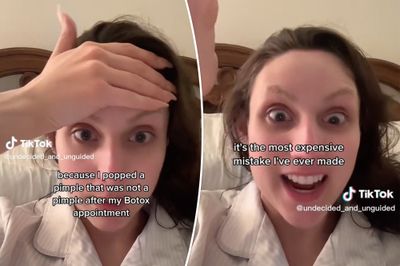 TikTok
@undecided_and_unguided
because I popped a
pimple that was not a
pimple after my Botox
appointment
it's the most expensive
mistake I've ever made
TikTok
@undecided_and_unguided